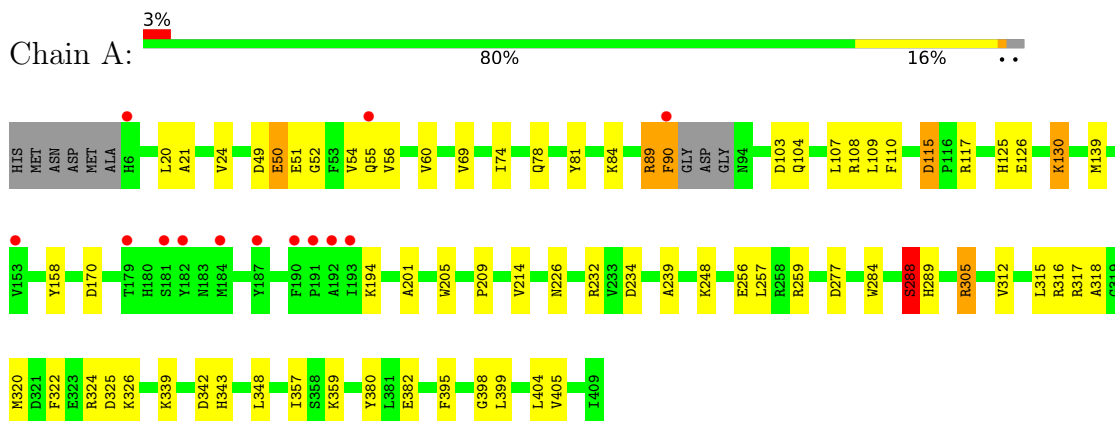 3%
Chain A:
80% 16% • •
HIS MET ASN ASP MET ALA H6 L20 A21 V24 D49 E50 E51 G52 F53 V54 Q55 V56 V60 V69 I74 Q78 Y81 K84 R89 F90 GLY ASP GLY N94 D103 Q104 L107 R108 L109 F110 D115 P116 R117 H125 E126 K130 M139
V153 Y158 D170 T179 H180 S181 Y182 N183 M184 Y187 F190 P191 A192 I193 K194 A201 W205 P209 V214 N226 R232 V233 D234 A239 K248 E256 L257 R258 R259 D277 W284 S288 H289 R305 V312 L315 R316 R317 A318 G319
M320 D321 F322 E323 R324 D325 K326 K339 D342 H343 L348 I357 S358 K359 Y380 L381 E382 F395 G398 L399 L404 V405 I409